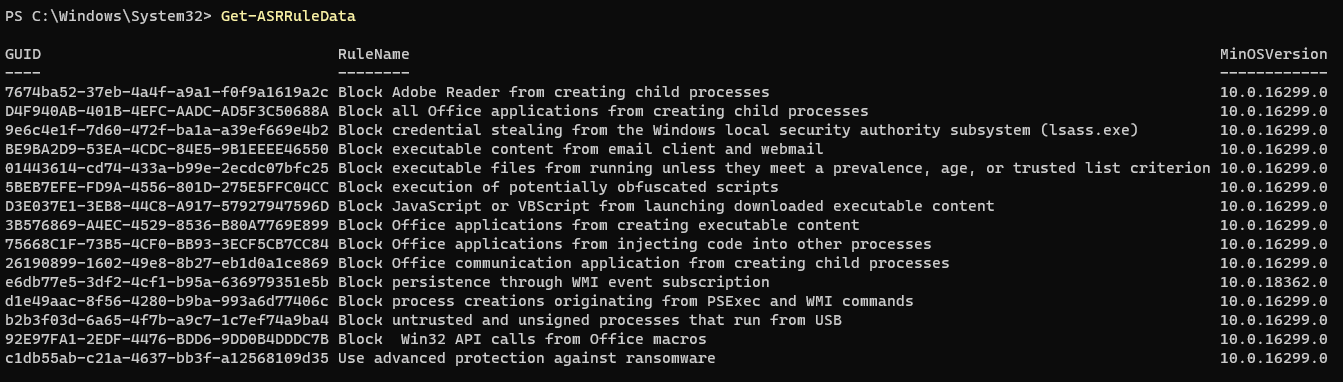 PS C:\Windows\System32> Get-ASRRuleData
GUID RuleName MinOSVersion
---- -------- ------------
7674ba52-37eb-4a4f-a9a1-f0f9a1619a2c Block Adobe Reader from creating child processes 10.0.16299.0
D4F940AB-401B-4EFC-AADC-AD5F3C50688A Block all Office applications from creating child processes 10.0.16299.0
9e6c4e1f-7d60-472f-ba1a-a39ef669e4b2 Block credential stealing from the Windows local security authority subsystem (lsass.exe) 10.0.16299.0
BE9BA2D9-53EA-4CDC-84E5-9B1EEEE46550 Block executable content from email client and webmail 10.0.16299.0
01443614-cd74-433a-b99e-2ecdc07bfc25 Block executable files from running unless they meet a prevalence, age, or trusted list criterion 10.0.16299.0
5BEB7EFE-FD9A-4556-801D-275E5FFC04CC Block execution of potentially obfuscated scripts 10.0.16299.0
D3E037E1-3EB8-44C8-A917-57927947596D Block JavaScript or VBScript from launching downloaded executable content 10.0.16299.0
3B576869-A4EC-4529-8536-B80A7769E899 Block Office applications from creating executable content 10.0.16299.0
75668C1F-73B5-4CF0-BB93-3ECF5CB7CC84 Block Office applications from injecting code into other processes 10.0.16299.0
26190899-1602-49e8-8b27-eb1d0a1ce869 Block Office communication application from creating child processes 10.0.16299.0
e6db77e5-3df2-4cf1-b95a-636979351e5b Block persistence through WMI event subscription 10.0.18362.0
d1e49aac-8f56-4280-b9ba-993a6d77406c Block process creations originating from PSExec and WMI commands 10.0.16299.0
b2b3f03d-6a65-4f7b-a9c7-1c7ef74a9ba4 Block untrusted and unsigned processes that run from USB 10.0.16299.0
92E97FA1-2EDF-4476-BDD6-9DD0B4DDDC7B Block  Win32 API calls from Office macros 10.0.16299.0
c1db55ab-c21a-4637-bb3f-a12568109d35 Use advanced protection against ransomware 10.0.16299.0